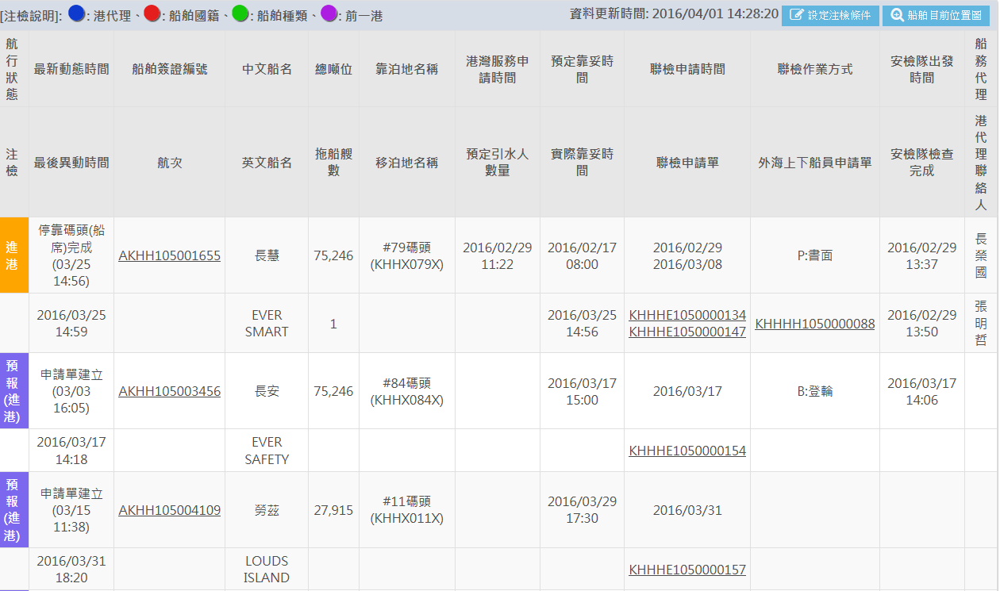 [注檢說明]: : 港代理、 : 船舶國籍、 : 船舶種類、 : 前一港
資料更新時間: 2016/04/01 14:28:20 設定注檢條件 船舶目前位置圖
航行狀態 最新動態時間 船舶簽證編號 中文船名 總噸位 靠泊地名稱 港灣服務申請時間 預定靠妥時間 聯檢申請時間 聯檢作業方式 安檢隊出發時間 船務代理
注檢 最後異動時間 航次 英文船名 拖船艘數 移泊地名稱 預定引水人數量 實際靠妥時間 聯檢申請單 外海上下船員申請單 安檢隊檢查完成 港代理聯絡人
進港 停靠碼頭(船席)完成 (03/25 14:56) AKHH105001655 長慧 75,246 #79碼頭 (KHHX079X) 2016/02/29 11:22 2016/02/17 08:00 2016/02/29 2016/03/08 P:書面 2016/02/29 13:37 長榮國
2016/03/25 14:59 EVER SMART 1 2016/03/25 14:56 KHHHE1050000134 KHHHE1050000147 KHHHH1050000088 2016/02/29 13:50 張明哲
預報(進港) 申請單建立 (03/03 16:05) AKHH105003456 長安 75,246 #84碼頭 (KHHX084X) 2016/03/17 15:00 2016/03/17 B:登輪 2016/03/17 14:06
2016/03/17 14:18 EVER SAFETY KHHHE1050000154
預報(進港) 申請單建立 (03/15 11:38) AKHH105004109 勞茲 27,915 #11碼頭 (KHHX011X) 2016/03/29 17:30 2016/03/31
2016/03/31 18:20 LOUDS ISLAND KHHHE1050000157